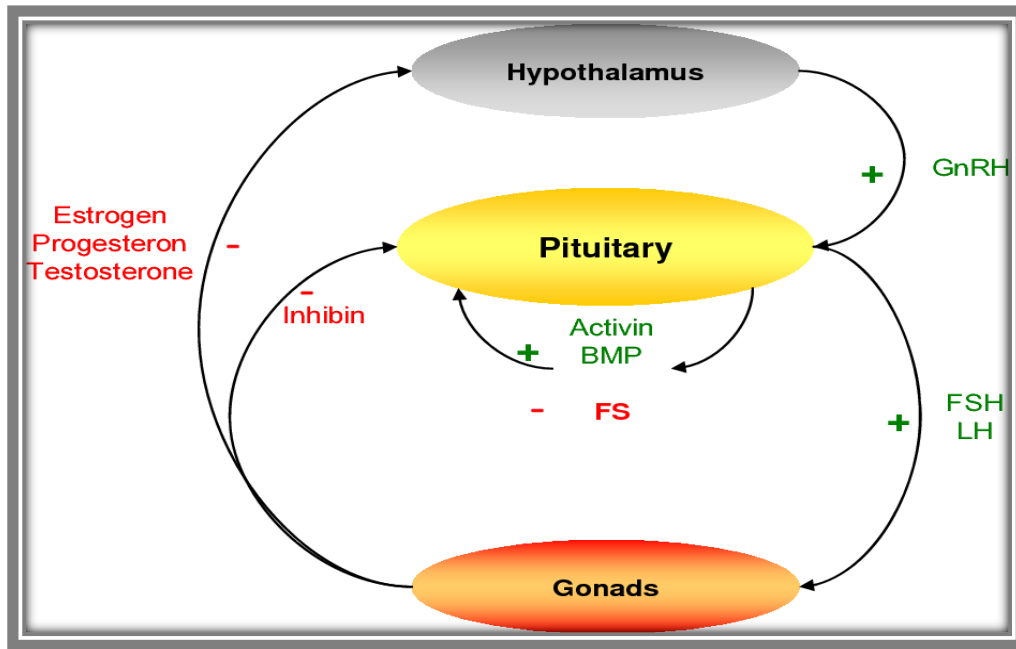 Hypothalamus
+
GnRH
Estrogen
Progesteron
Testosterone
-
Pituitary
-
Inhibin
Activin
BMP
+
-
FS
+
FSH
LH
Gonads